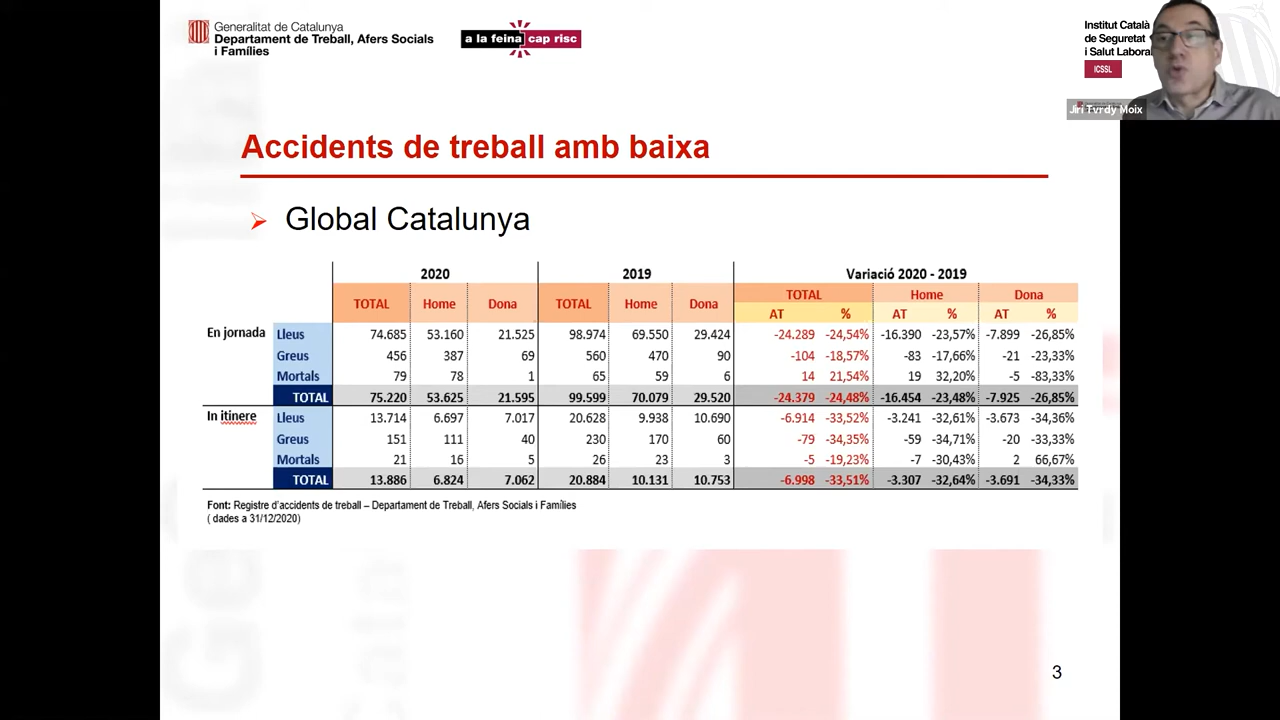 Generalitat de Catalunya
Departament de Treball, Afers Socials
i Famílies
a la feina cap risc
Institut Català
de Seguretat
i Salut Laboral
ICSSL
Jiri Tvrdy Moix
Accidents de treball amb baixa
Global Catalunya
2020 2019 Variació 2020 - 2019
TOTAL Home Dona TOTAL Home Dona TOTAL Home Dona
AT % AT % AT %
En jornada Lleus 74.685 53.160 21.525 98.974 69.550 29.424 -24.289 -24,54% -16.390 -23,57% -7.899 -26,85%
Greus 456 387 69 560 470 90 -104 -18,57% -83 -17,66% -21 -23,33%
Mortals 79 78 1 65 59 6 14 21,54% 19 32,20% -5 -83,33%
TOTAL 75.220 53.625 21.595 99.599 70.079 29.520 -24.379 -24,48% -16.454 -23,48% -7.925 -26,85%
In itinere Lleus 13.714 6.697 7.017 20.628 9.938 10.690 -6.914 -33,52% -3.241 -32,61% -3.673 -34,36%
Greus 151 111 40 230 170 60 -79 -34,35% -59 -34,71% -20 -33,33%
Mortals 21 16 5 26 23 3 -5 -19,23% -7 -30,43% 2 66,67%
TOTAL 13.886 6.824 7.062 20.884 10.131 10.753 -6.998 -33,51% -3.307 -32,64% -3.691 -34,33%
Font: Registre d'accidents de treball – Departament de Treball, Afers Socials i Famílies
( dades a 31/12/2020)
3